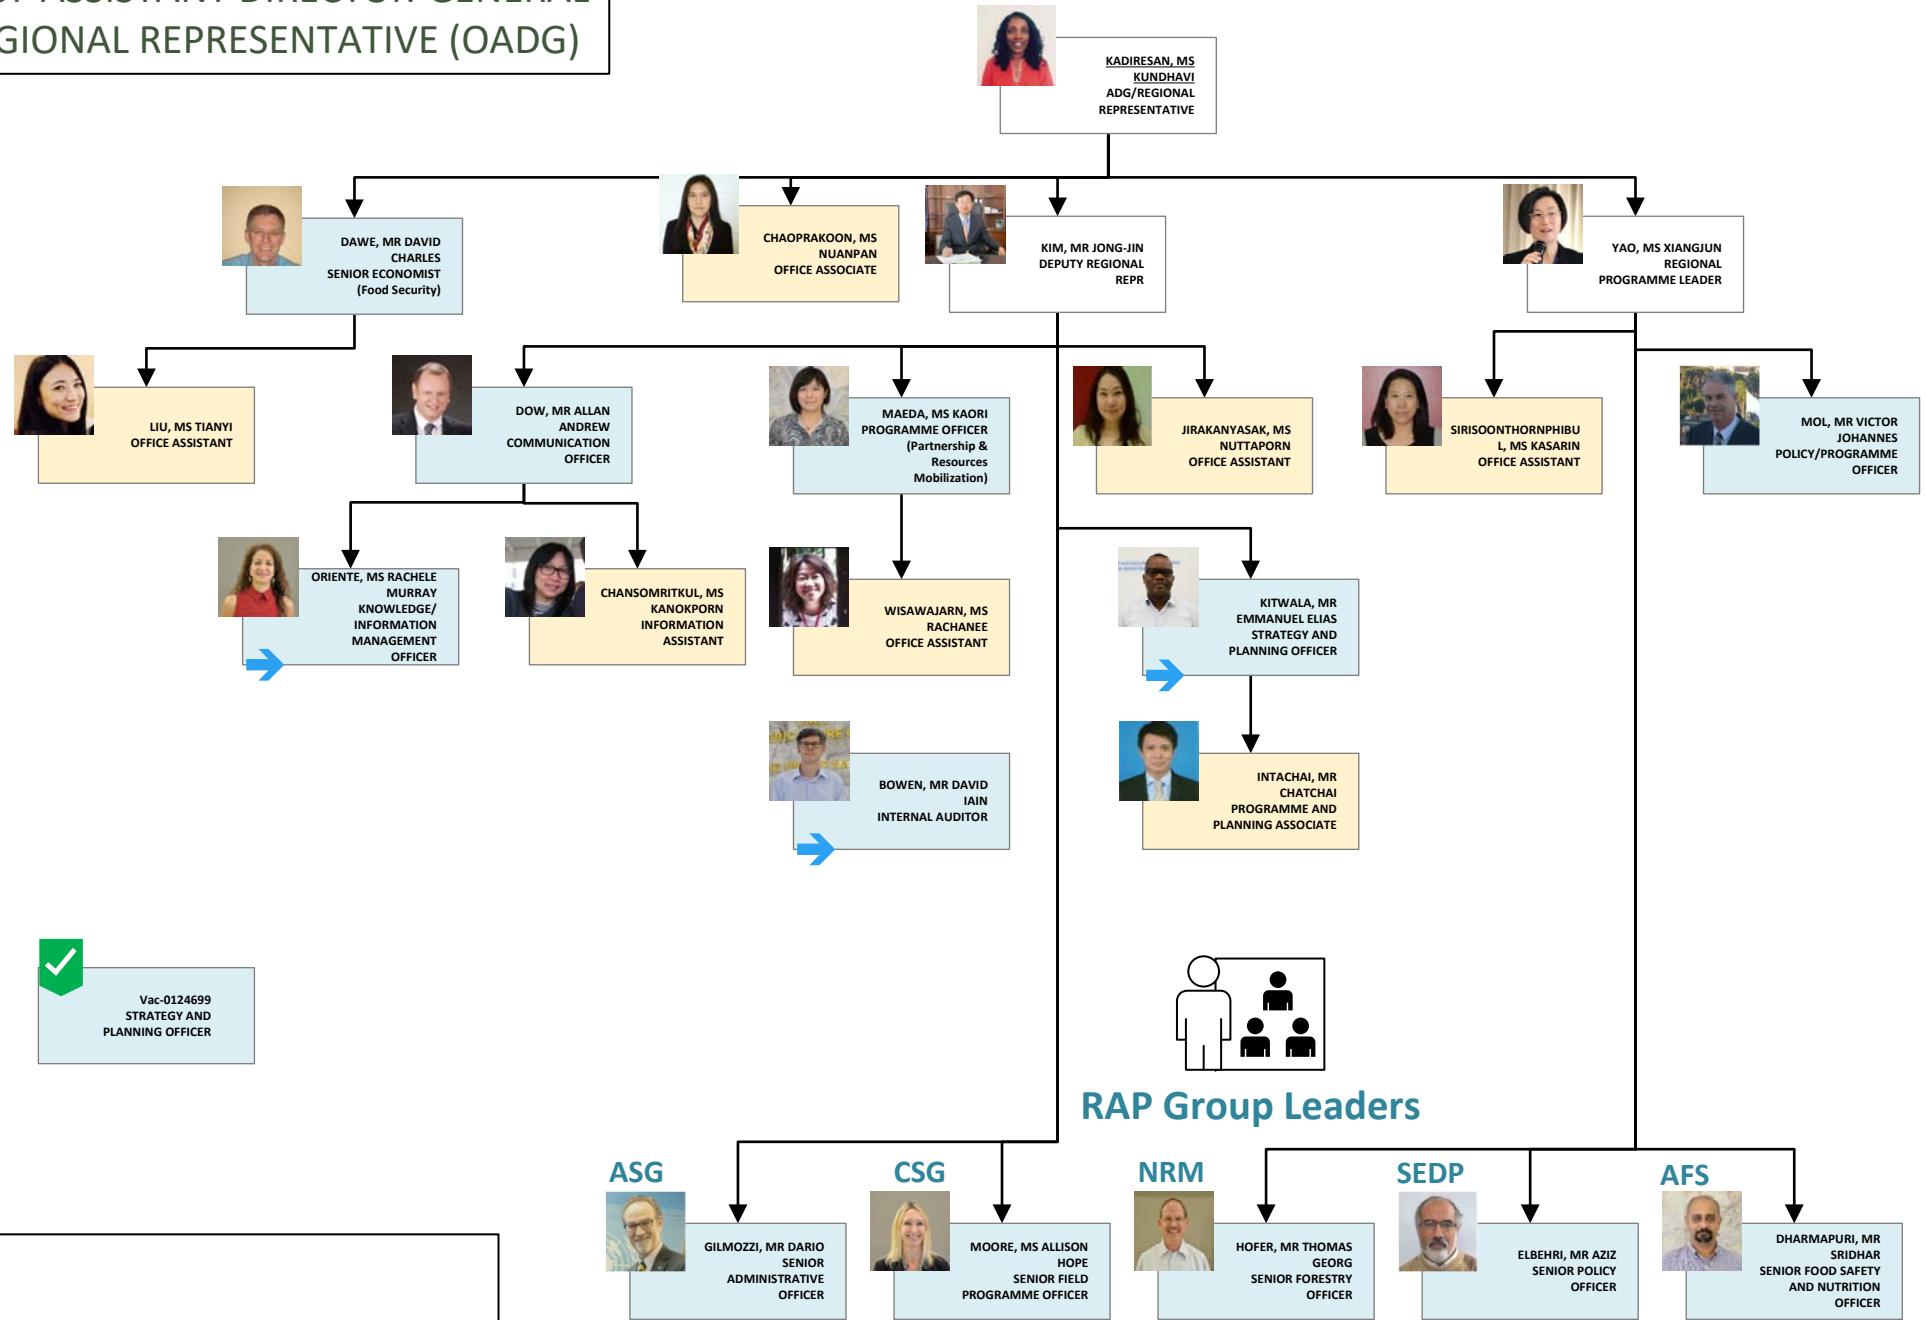 GIONAL REPRESENTATIVE (OADG)
KADIRESAN, MS
KUNDHAVI
ADG/REGIONAL
REPRESENTATIVE
DAWE, MR DAVID
CHARLES
SENIOR ECONOMIST
(Food Security)
CHAOPRAKOON, MS
NUANPAN
OFFICE ASSOCIATE
KIM, MR JONG-JIN
DEPUTY REGIONAL
REPR
YAO, MS XIANGJUN
REGIONAL
PROGRAMME LEADER
LIU, MS TIANYI
OFFICE ASSISTANT
DOW, MR ALLAN
ANDREW
COMMUNICATION
OFFICER
MAEDA, MS KAORI
PROGRAMME OFFICER
(Partnership &
Resources
Mobilization)
JIRAKANYASAK, MS
NUTTAPORN
OFFICE ASSISTANT
SIRISOONTHORNPHIBU
L, MS KASARIN
OFFICE ASSISTANT
MOL, MR VICTOR
JOHANNES
POLICY/PROGRAMME
OFFICER
ORIENTE, MS RACHELE
MURRAY
KNOWLEDGE/
INFORMATION
MANAGEMENT
OFFICER
CHANSOMRITKUL, MS
KANOKPORN
INFORMATION
ASSISTANT
WISAWAJARN, MS
RACHANEE
OFFICE ASSISTANT
KITWALA, MR
EMMANUEL ELIAS
STRATEGY AND
PLANNING OFFICER
BOWEN, MR DAVID
IAIN
INTERNAL AUDITOR
INTACHAI, MR
CHATCHAI
PROGRAMME AND
PLANNING ASSOCIATE
Vac-0124699
STRATEGY AND
PLANNING OFFICER
RAP Group Leaders
ASG
GILMOZZI, MR DARIO
SENIOR
ADMINISTRATIVE
OFFICER
CSG
MOORE, MS ALLISON
HOPE
SENIOR FIELD
PROGRAMME OFFICER
NRM
HOFER, MR THOMAS
GEORG
SENIOR FORESTRY
OFFICER
SEDP
ELBEHRI, MR AZIZ
SENIOR POLICY
OFFICER
AFS
DHARMAPURI, MR
SRIDHAR
SENIOR FOOD SAFETY
AND NUTRITION
OFFICER